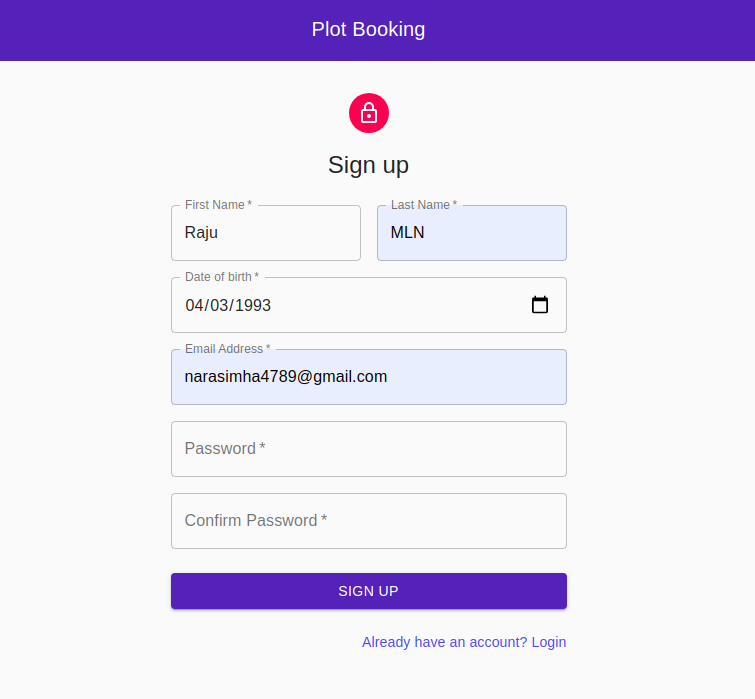 Plot Booking
Sign up
First Name *
Last Name *
Raju
MLN
Date of birth *
04/03/1993
Email Address *
narasimha4789@gmail.com
Password *
Confirm Password *
SIGN UP
Already have an account? Login